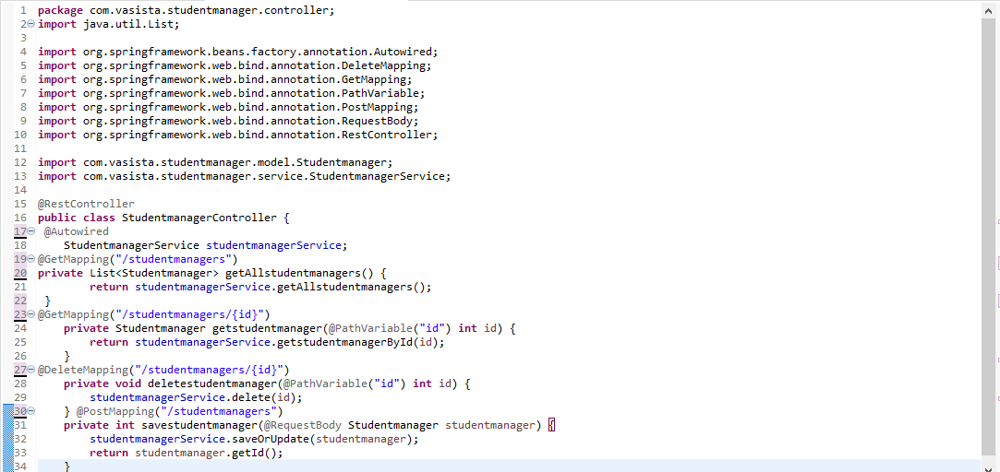 1 package com.vasista.studentmanager.controller;
2 import java.util.List;
3
4 import org.springframework.beans.factory.annotation.Autowired;
5 import org.springframework.web.bind.annotation.DeleteMapping;
6 import org.springframework.web.bind.annotation.GetMapping;
7 import org.springframework.web.bind.annotation.PathVariable;
8 import org.springframework.web.bind.annotation.PostMapping;
9 import org.springframework.web.bind.annotation.RequestBody;
10 import org.springframework.web.bind.annotation.RestController;
11
12 import com.vasista.studentmanager.model.Studentmanager;
13 import com.vasista.studentmanager.service.StudentmanagerService;
14
15 @RestController
16 public class StudentmanagerController {
17  @Autowired
18     StudentmanagerService studentmanagerService;
19 @GetMapping("/studentmanagers")
20 private List<Studentmanager> getAllstudentmanagers() {
21         return studentmanagerService.getAllstudentmanagers();
22  }
23 @GetMapping("/studentmanagers/{id}")
24     private Studentmanager getstudentmanager(@PathVariable("id") int id) {
25         return studentmanagerService.getstudentmanagerById(id);
26     }
27 @DeleteMapping("/studentmanagers/{id}")
28     private void deletestudentmanager(@PathVariable("id") int id) {
29         studentmanagerService.delete(id);
30     } @PostMapping("/studentmanagers")
31     private int savestudentmanager(@RequestBody Studentmanager studentmanager) {
32         studentmanagerService.saveOrUpdate(studentmanager);
33         return studentmanager.getId();
34     }